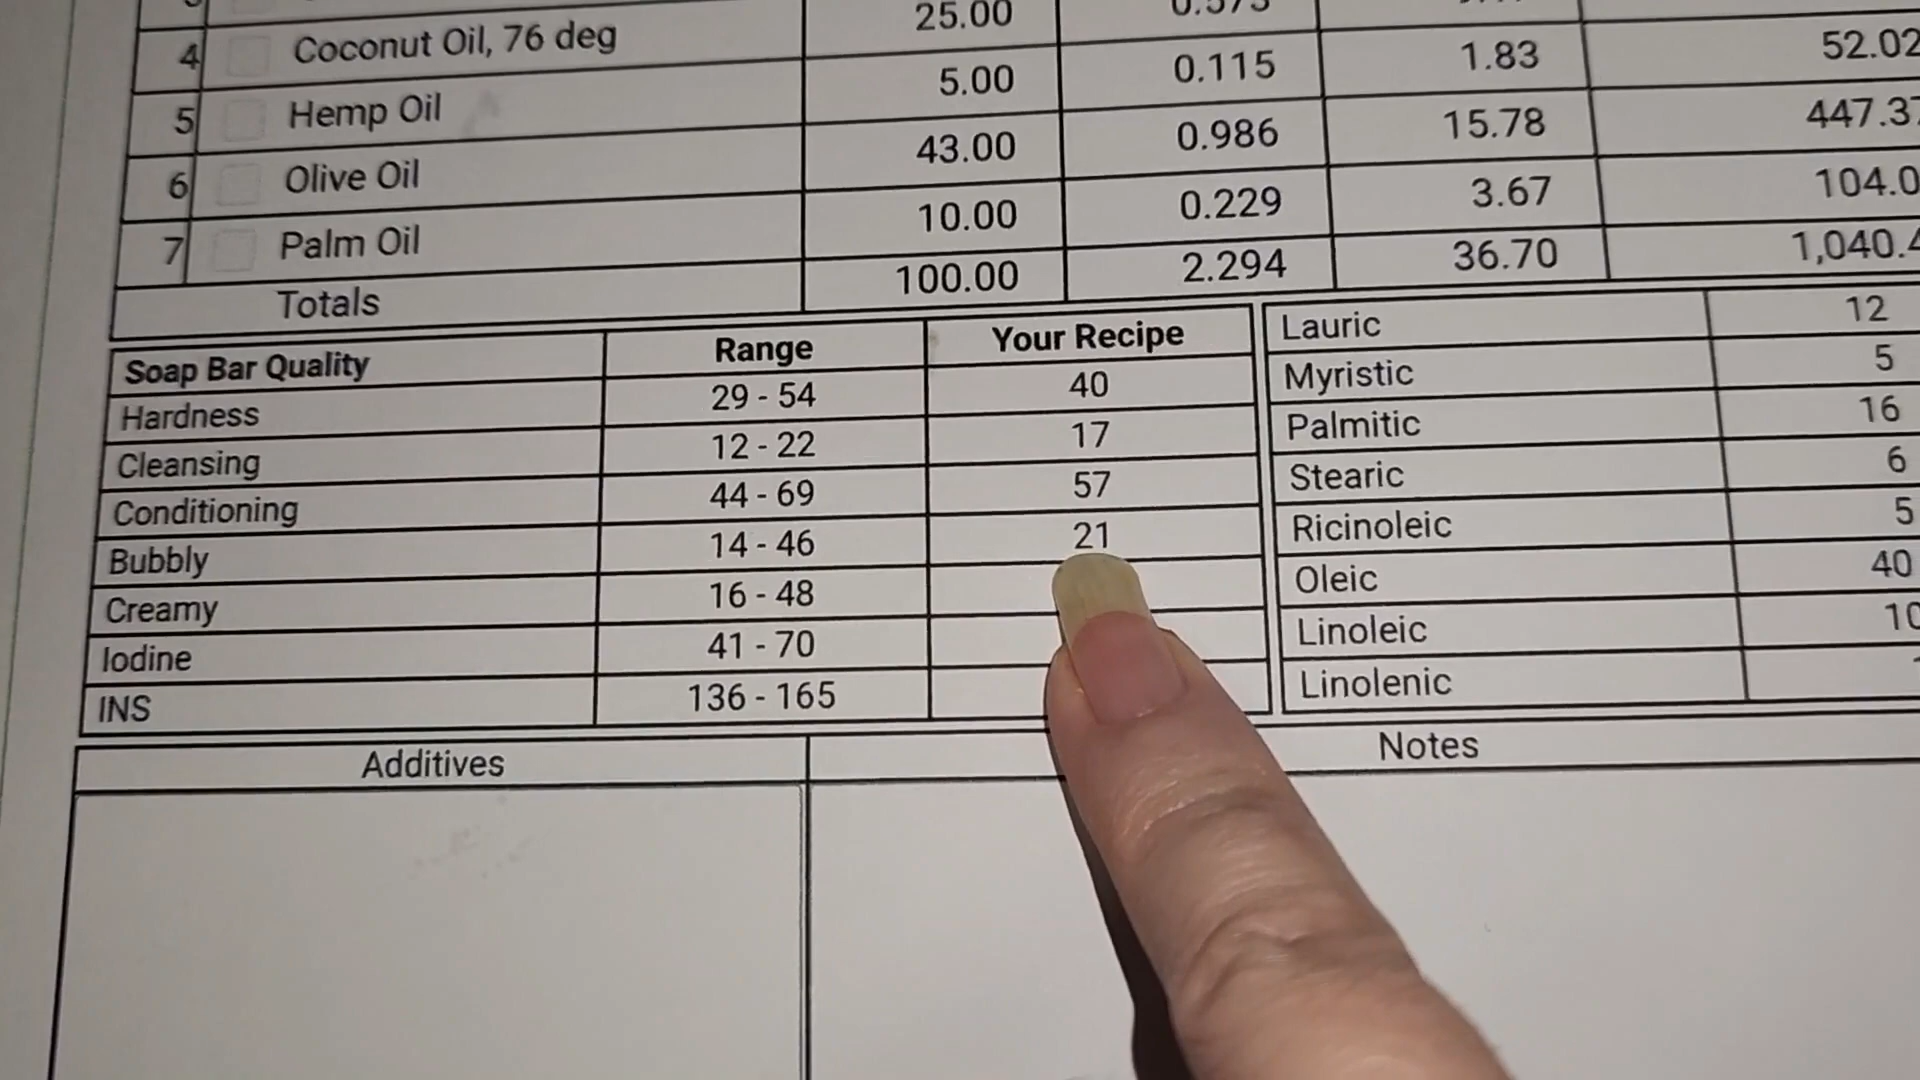 25.00
4 Coconut Oil, 76 deg 5.00 0.115 1.83 52.02
5 Hemp Oil 43.00 0.986 15.78 447.37
6 Olive Oil 10.00 0.229 3.67 104.0
7 Palm Oil 100.00 2.294 36.70 1,040.4
Totals
Soap Bar Quality Range Your Recipe
Hardness 29 - 54 40
Cleansing 12 - 22 17
Conditioning 44 - 69 57
Bubbly 14 - 46 21
Creamy 16 - 48
Iodine 41 - 70
INS 136 - 165
Lauric 12
Myristic 5
Palmitic 16
Stearic 6
Ricinoleic 5
Oleic 40
Linoleic 10
Linolenic
Additives Notes